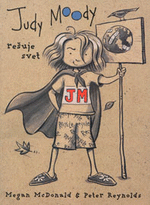 Judy Moody
rešuje svet
JM
Megan McDonald & Peter Reynolds